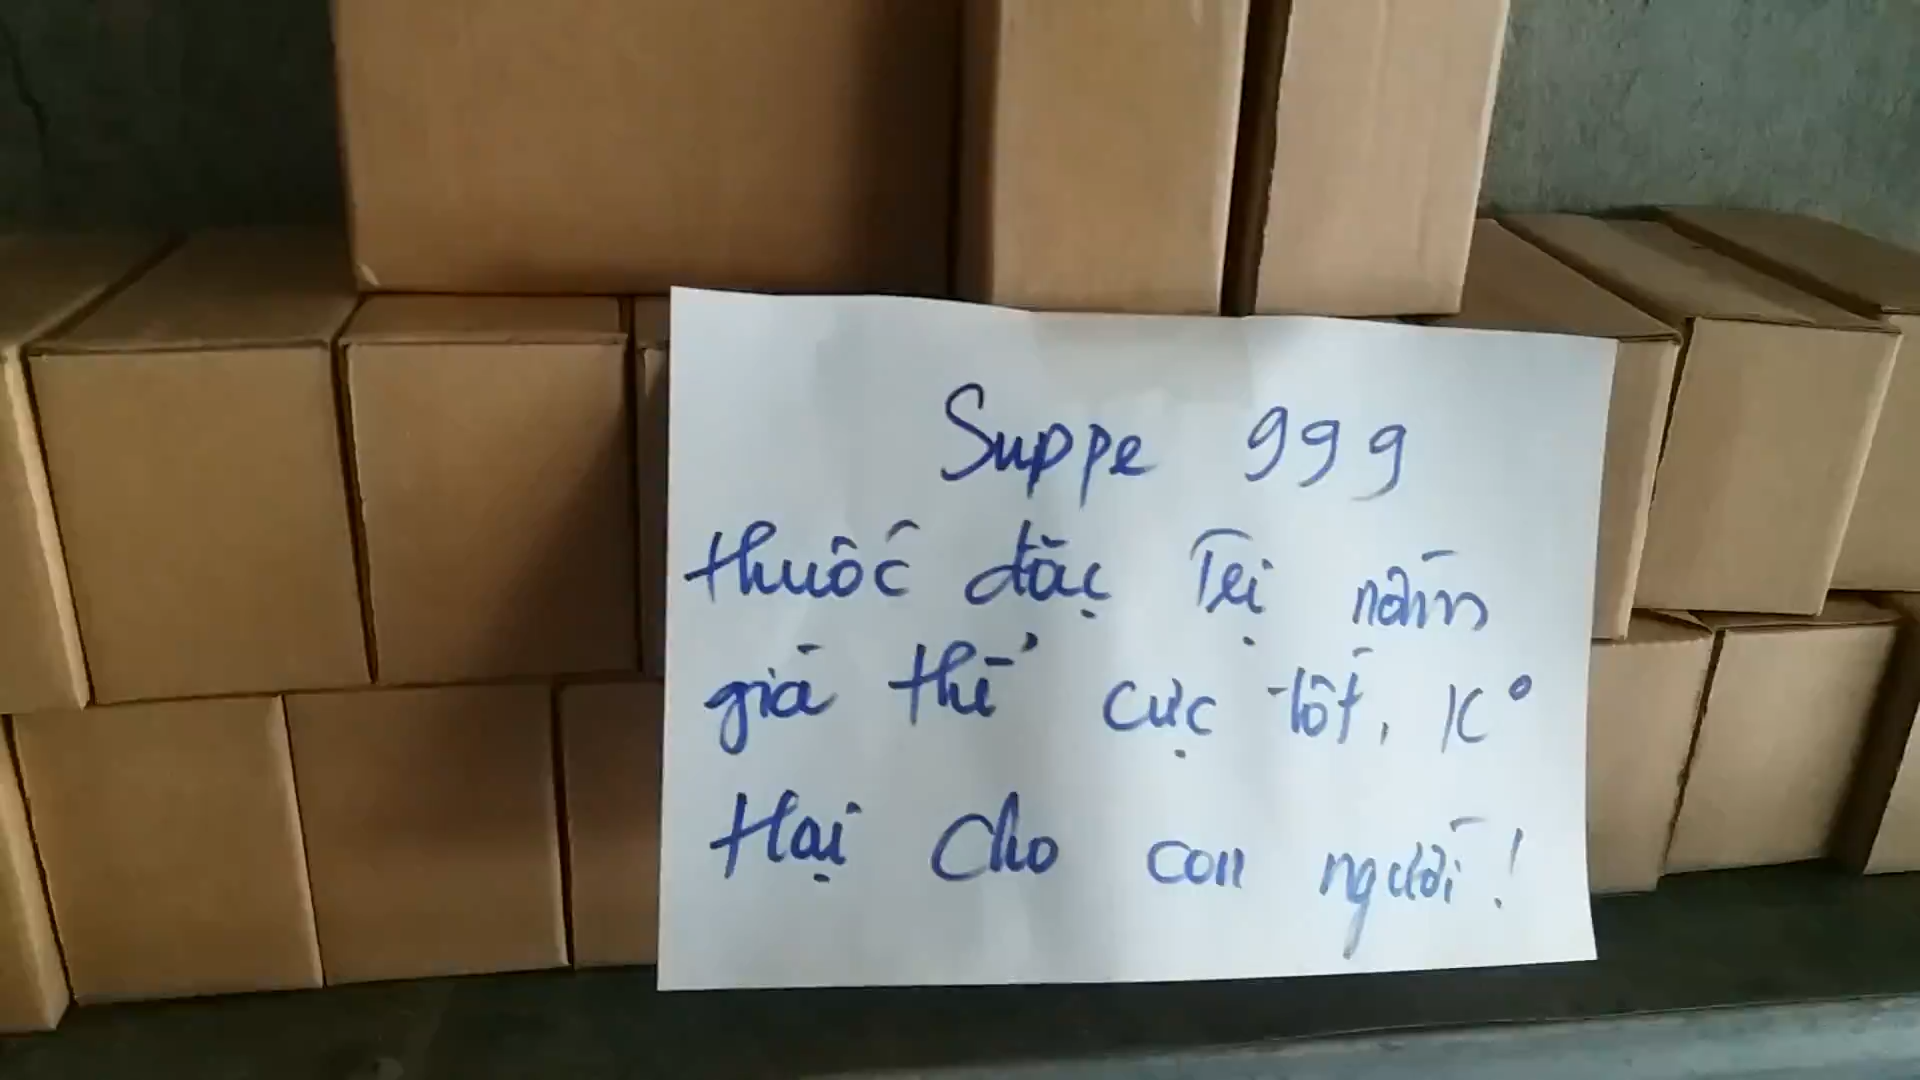 Suppe 999
thuốc đặc Trị nấm
giá thể cực tốt, K°
Hại cho con người!